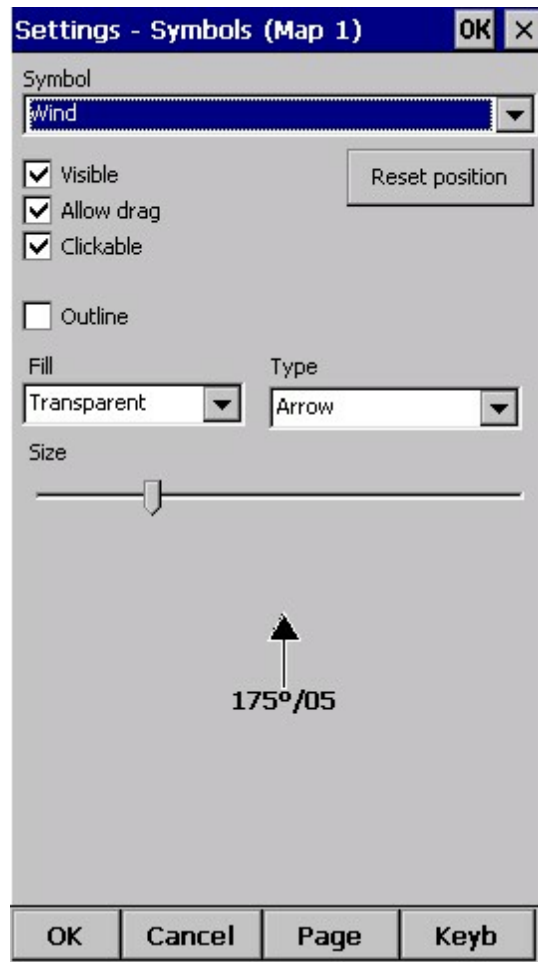 Settings - Symbols (Map 1) OK ×
Symbol
Wind
Visible
Reset position
Allow drag
Clickable
Outline
Fill Type
Transparent Arrow
Size
175º/05
OK Cancel Page Keyb